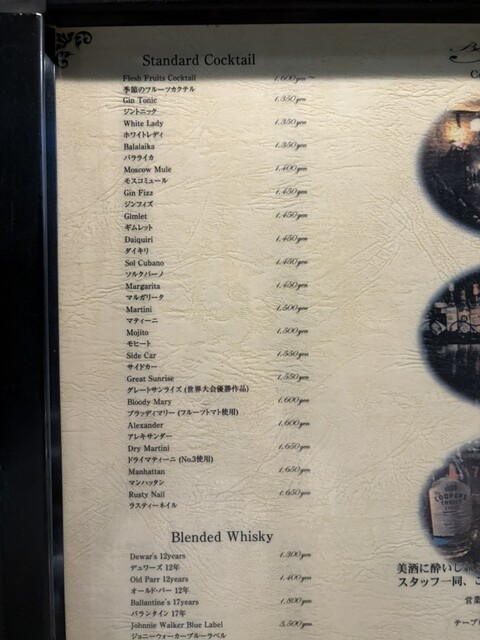 Standard Cocktail
Flesh Fruits Cocktail 1,600yen～
季節のフルーツカクテル
Gin Tonic 1,350yen
ジントニック
White Lady 1,350yen
ホワイトレディ
Balalaika 1,350yen
バラライカ
Moscow Mule 1,400yen
モスコミュール
Gin Fizz 1,450yen
ジンフィズ
Gimlet 1,450yen
ギムレット
Daiquiri 1,450yen
ダイキリ
Sol Cubano 1,450yen
ソルクバーノ
Margarita 1,450yen
マルガリータ
Martini 1,500yen
マティーニ
Mojito 1,500yen
モヒート
Side Car 1,550yen
サイドカー
Great Sunrise 1,550yen
グレートサンライズ (世界大会優勝作品)
Bloody Mary 1,600yen
ブラッディマリー (フルーツトマト使用)
Alexander 1,600yen
アレキサンダー
Dry Martini 1,650yen
ドライマティーニ (No.3使用)
Manhattan 1,650yen
マンハッタン
Rusty Nail 1,650yen
ラスティーネイル
Blended Whisky
Dewar's 12years 1,300yen
デュワーズ 12年
Old Parr 12years 1,400yen
オールド・パー 12年
Ballantine's 17years 1,800yen
バランタイン 17年
Johnnie Walker Blue Label 3,500yen
ジョニーウォーカーブルーラベル
美酒に酔いし
スタッフ一同、こ
営業